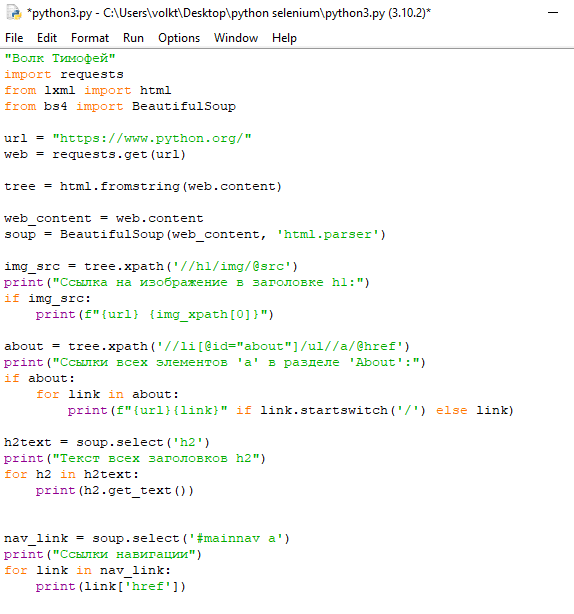 *python3.py - C:\Users\volkt\Desktop\python selenium\python3.py (3.10.2)*
File Edit Format Run Options Window Help
"Волк Тимофей"
import requests
from lxml import html
from bs4 import BeautifulSoup
url = "https://www.python.org/"
web = requests.get(url)
tree = html.fromstring(web.content)
web_content = web.content
soup = BeautifulSoup(web_content, 'html.parser')
img_src = tree.xpath('//h1/img/@src')
print("Ссылка на изображение в заголовке h1:")
if img_src:
    print(f"{url} {img_xpath[0]}")
about = tree.xpath('//li[@id="about"]/ul//a/@href')
print("Ссылки всех элементов 'a' в разделе 'About':")
if about:
    for link in about:
        print(f"{url}{link}" if link.startswitch('/') else link)
h2text = soup.select('h2')
print("Текст всех заголовков h2")
for h2 in h2text:
    print(h2.get_text())
nav_link = soup.select('#mainnav a')
print("Ссылки навигации")
for link in nav_link:
    print(link['href'])